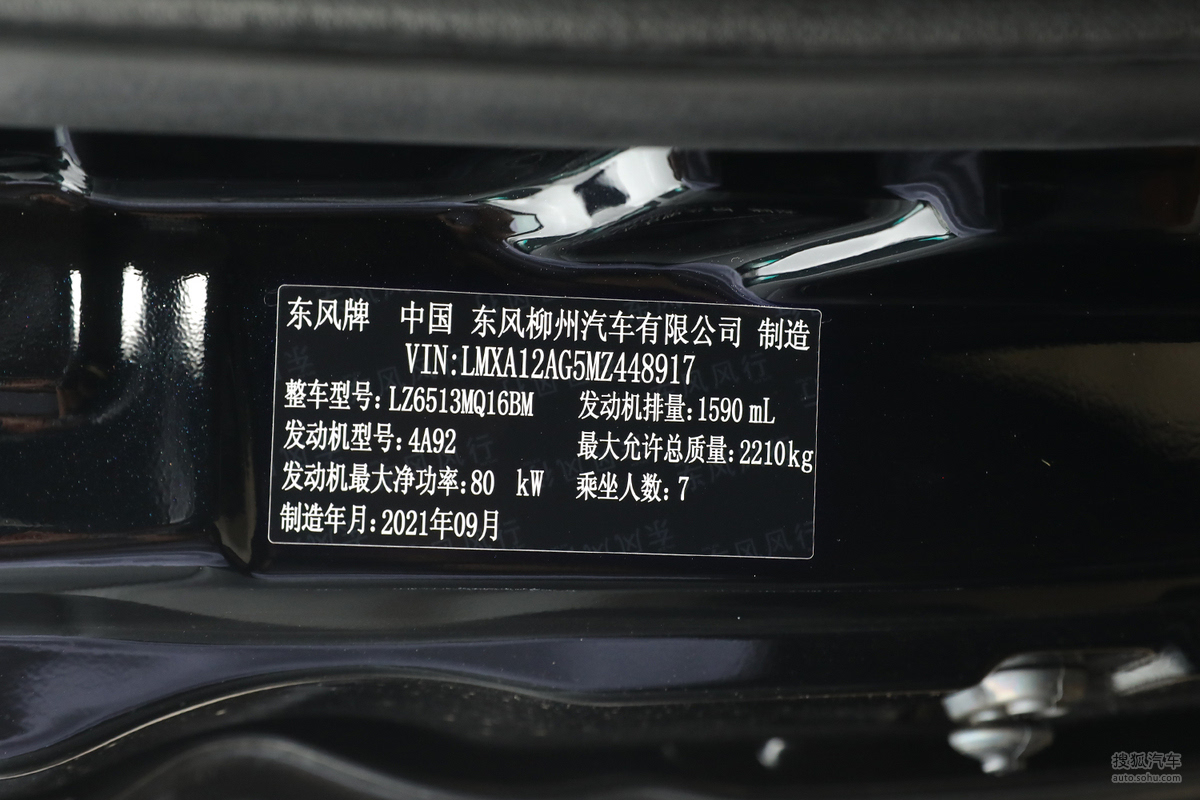 东风牌 中国 东风柳州汽车有限公司 制造
VIN:LMXA12AG5MZ448917
整车型号:LZ6513MQ16BM 发动机排量:1590 mL
发动机型号:4A92 最大允许总质量:2210kg
发动机最大净功率:80 kW 乘坐人数:7
制造年月:2021年09月
搜狐汽车
auto.sohu.com